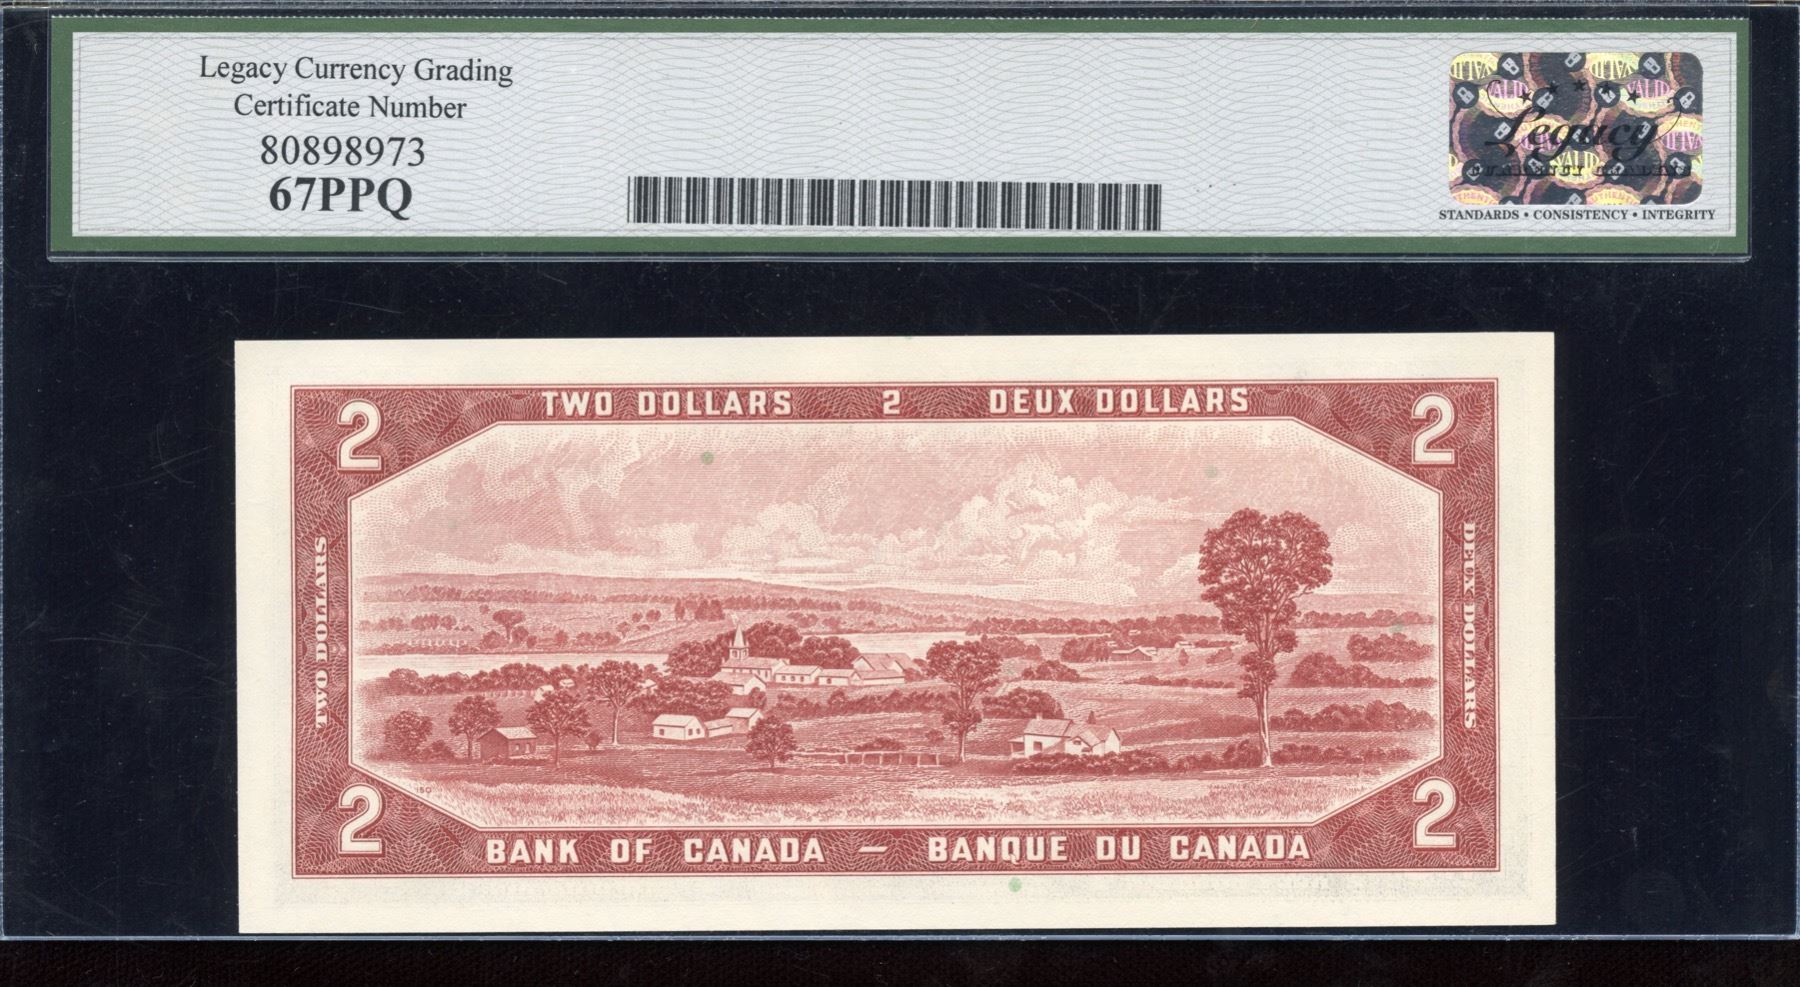 Legacy Currency Grading
Certificate Number
80898973
67PPQ
Legacy
STANDARDS • CONSISTENCY • INTEGRITY
TWO DOLLARS 2 DEUX DOLLARS
2
2
TWO DOLLARS
DEUX DOLLARS
2
2
BANK OF CANADA — BANQUE DU CANADA